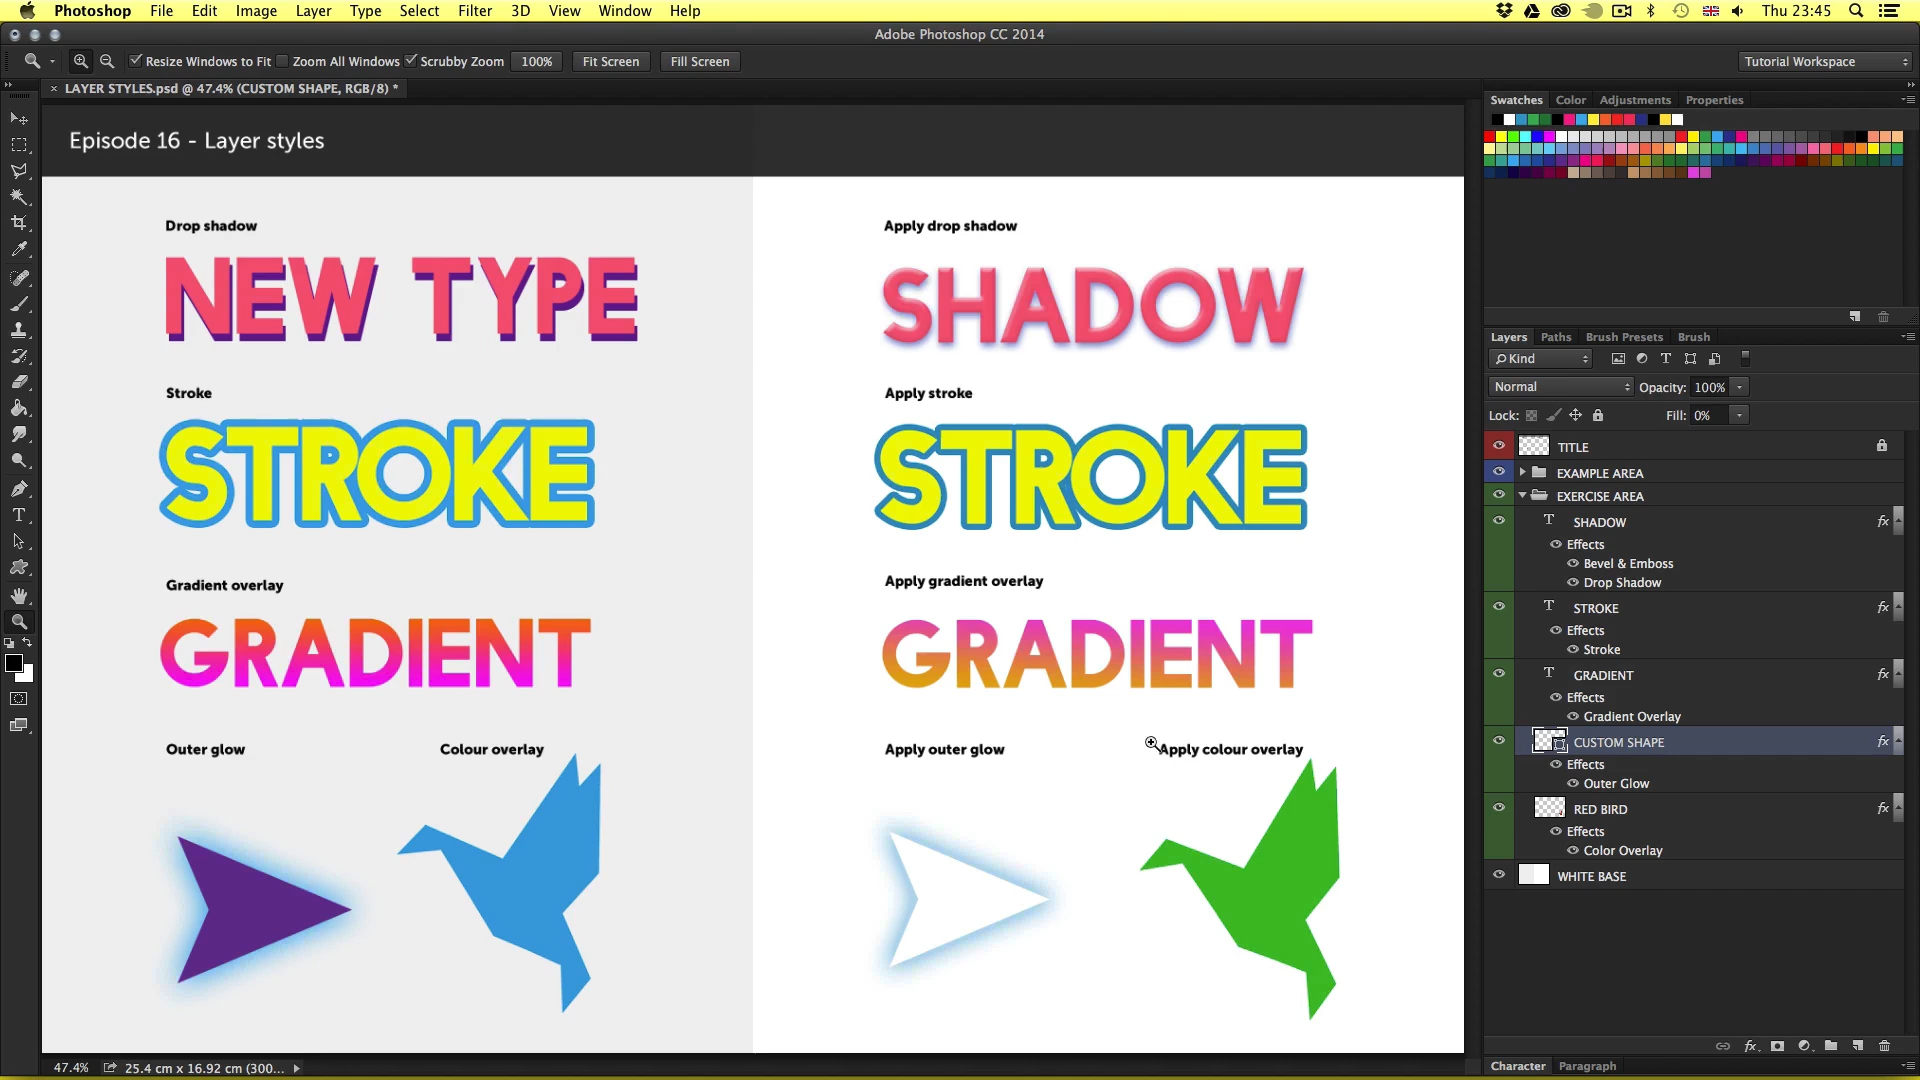 Photoshop File Edit Image Layer Type Select Filter 3D View Window Help Thu 23:45
Adobe Photoshop CC 2014
Resize Windows to Fit Zoom All Windows Scrubby Zoom 100% Fit Screen Fill Screen Tutorial Workspace
× LAYER STYLES.psd @ 47.4% (CUSTOM SHAPE, RGB/8) *
Episode 16 - Layer styles
Drop shadow
NEW TYPE
Stroke
STROKE
Gradient overlay
GRADIENT
Outer glow Colour overlay
Apply drop shadow
SHADOW
Apply stroke
STROKE
Apply gradient overlay
GRADIENT
Apply outer glow Apply colour overlay
Swatches Color Adjustments Properties
Layers Paths Brush Presets Brush
Kind
Normal Opacity: 100%
Lock: Fill: 0%
TITLE
EXAMPLE AREA
EXERCISE AREA
T SHADOW fx
Effects
Bevel & Emboss
Drop Shadow
T STROKE fx
Effects
Stroke
T GRADIENT fx
Effects
Gradient Overlay
CUSTOM SHAPE fx
Effects
Outer Glow
RED BIRD fx
Effects
Color Overlay
WHITE BASE
fx
Character Paragraph
47.4% 25.4 cm x 16.92 cm (300...